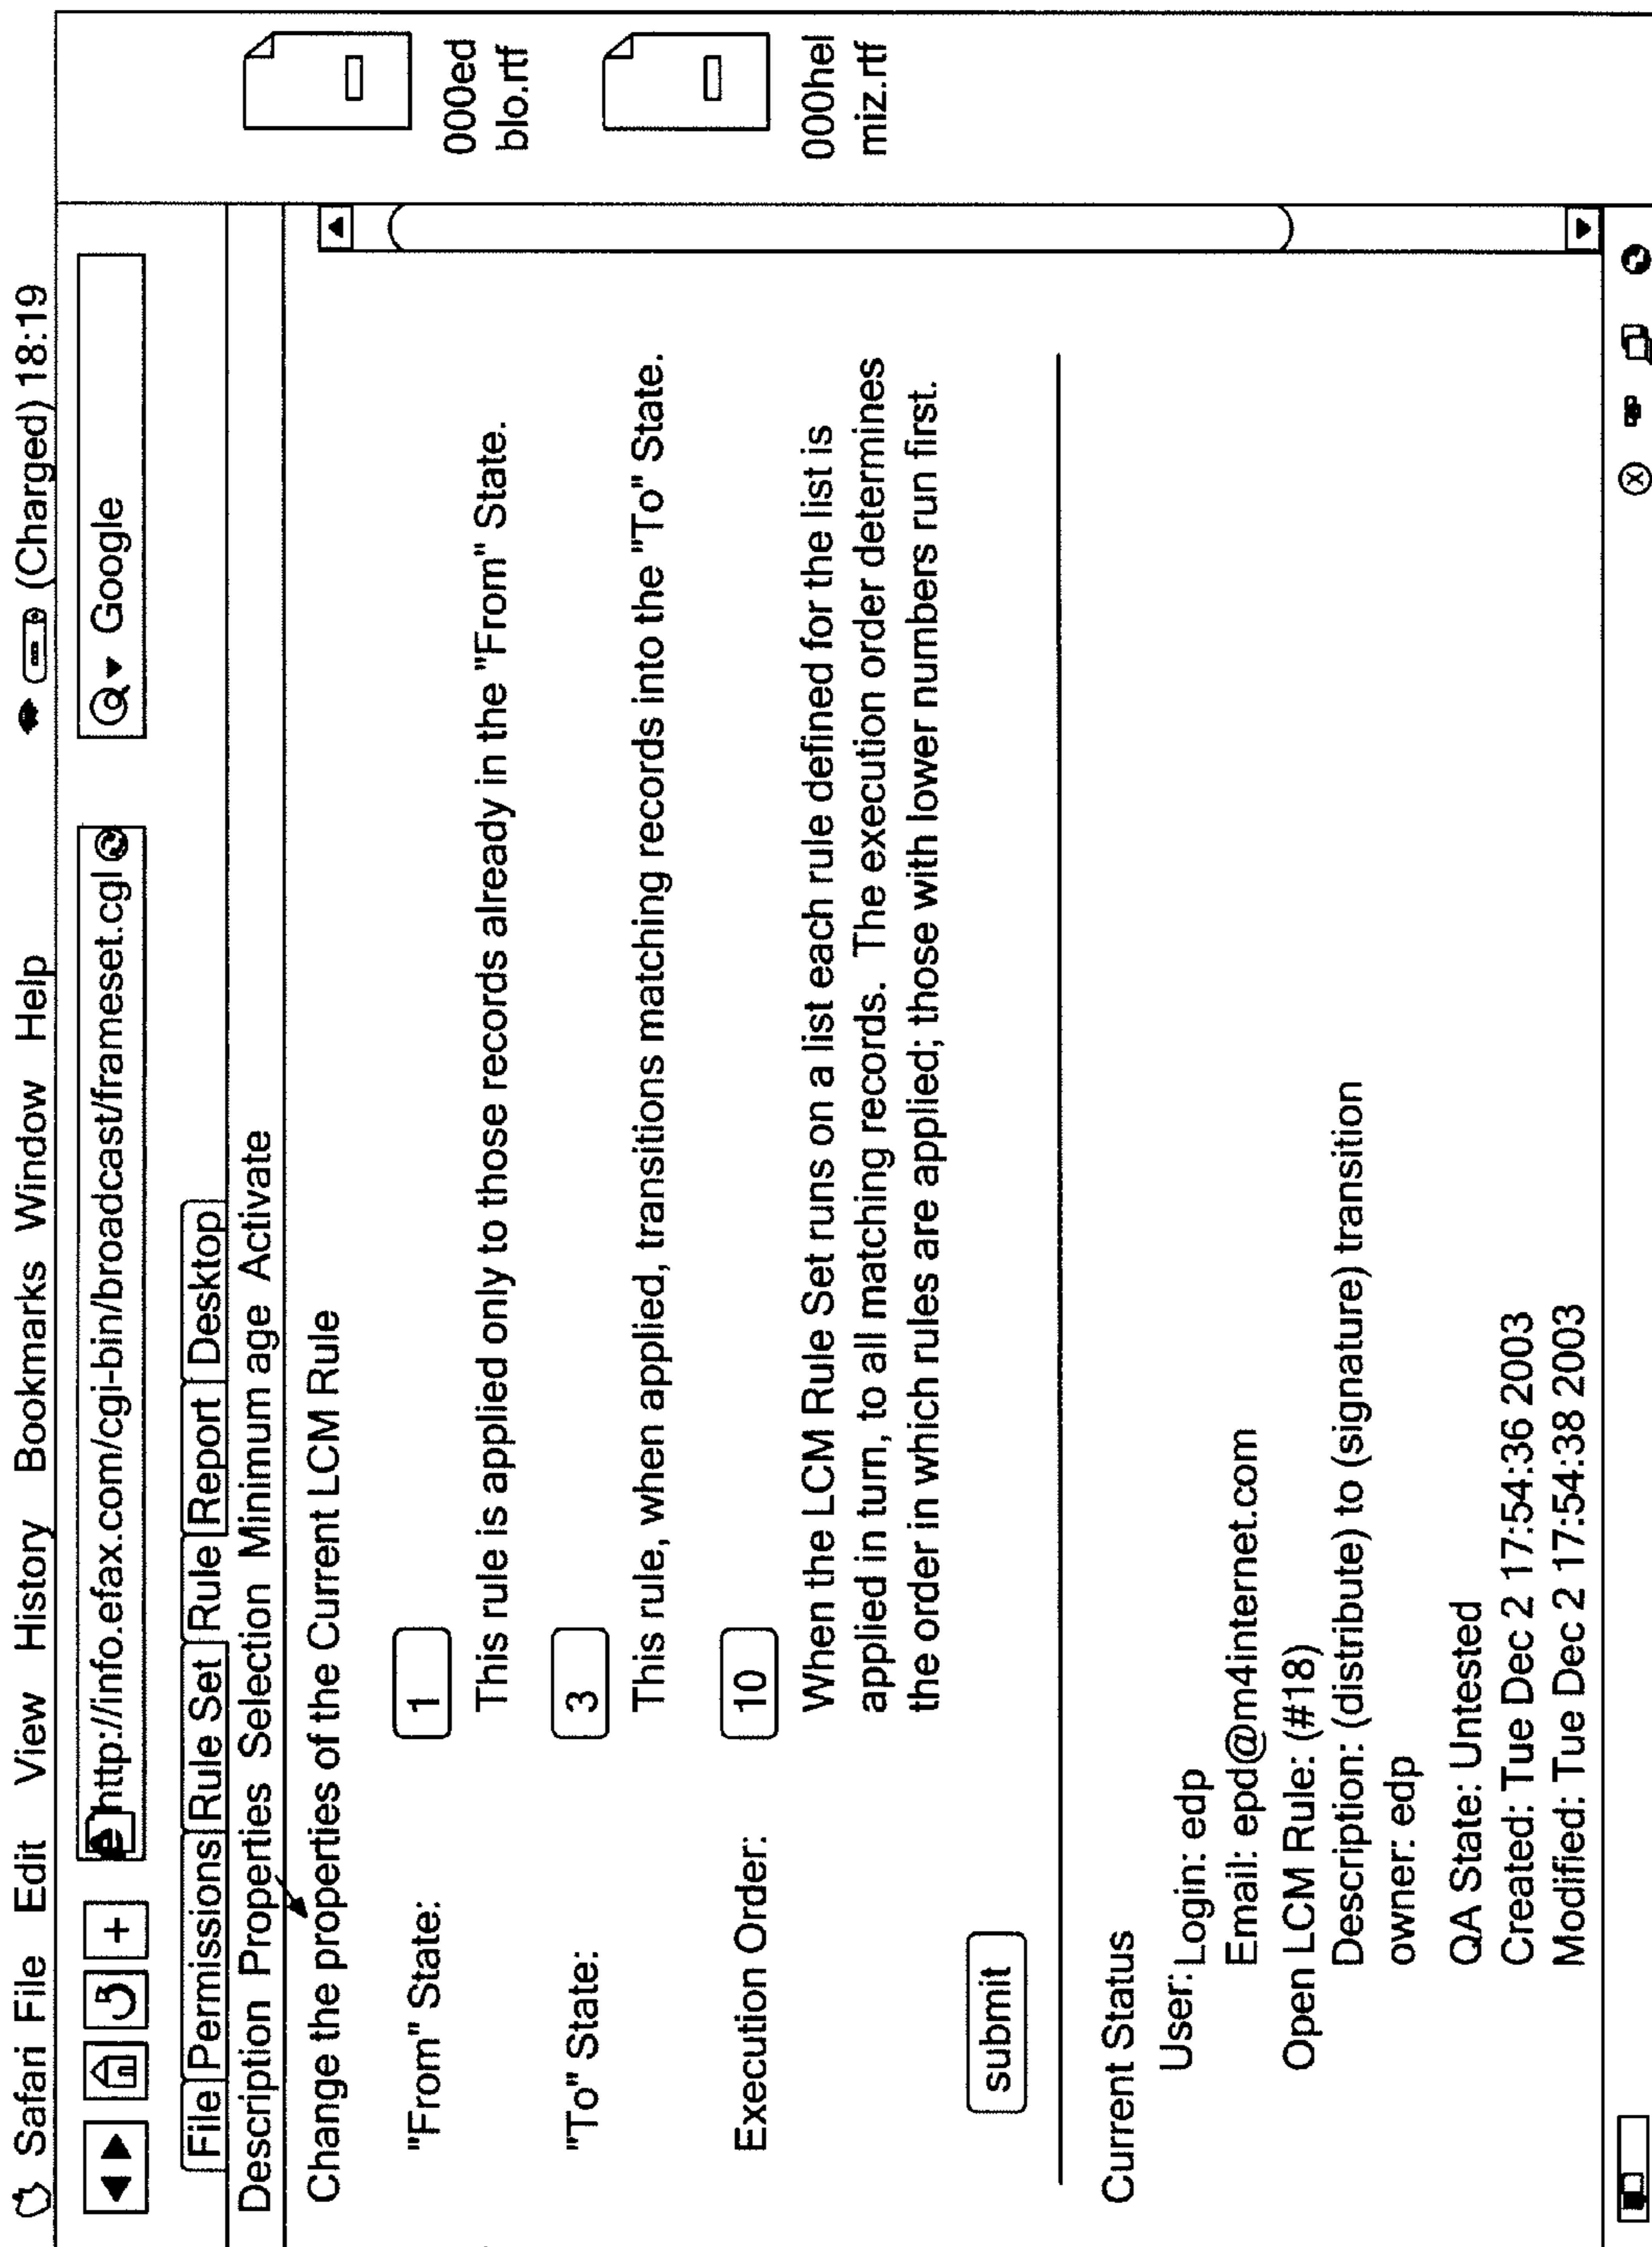 Safari File Edit View History Bookmarks Window Help (Charged) 18:19
http://info.efax.com/cgi-bin/broadcast/frameset.cgl Google
File Permissions Rule Set Rule Report Desktop
Description Properties Selection Minimum age Activate
Change the properties of the Current LCM Rule
"From" State: 1
This rule is applied only to those records already in the "From" State.
"To" State: 3
This rule, when applied, transitions matching records into the "To" State.
Execution Order: 10
When the LCM Rule Set runs on a list each rule defined for the list is
applied in turn, to all matching records. The execution order determines
the order in which rules are applied; those with lower numbers run first.
submit
Current Status
User: Login: edp
Email: epd@m4internet.com
Open LCM Rule: (#18)
Description: (distribute) to (signature) transition
owner: edp
QA State: Untested
Created: Tue Dec 2 17:54:36 2003
Modified: Tue Dec 2 17:54:38 2003
000ed
blo.rtf
000hel
miz.rtf